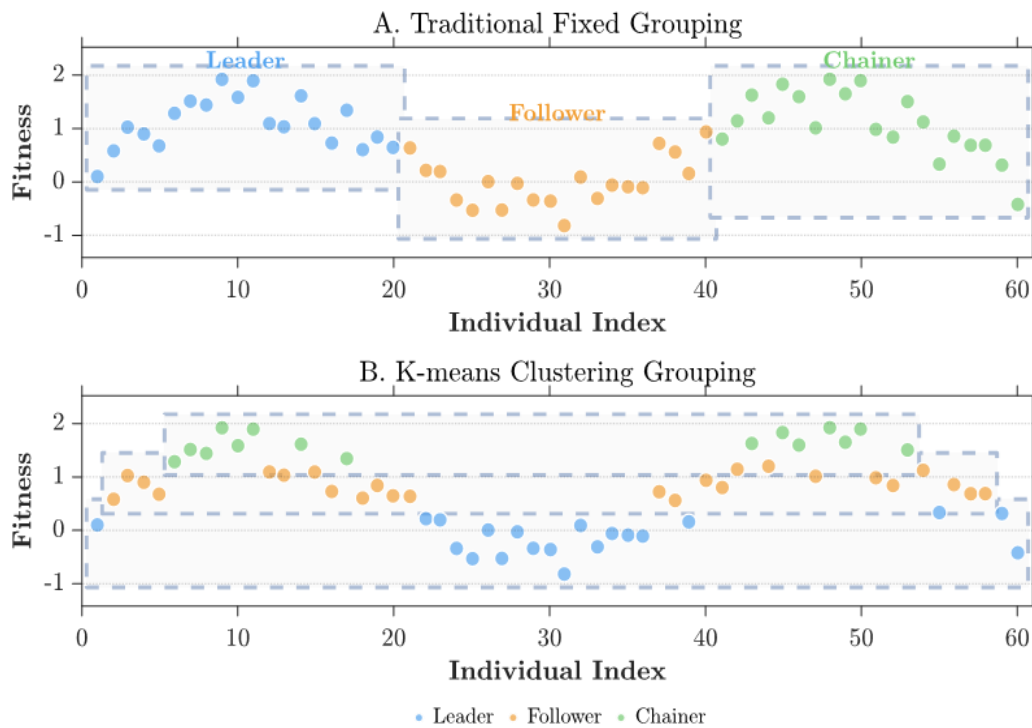 A. Traditional Fixed Grouping
Leader
Chainer
Follower
2
1
0
-1
Fitness
0 10 20 30 40 50 60
Individual Index
B. K-means Clustering Grouping
2
1
0
-1
Fitness
0 10 20 30 40 50 60
Individual Index
Leader Follower Chainer